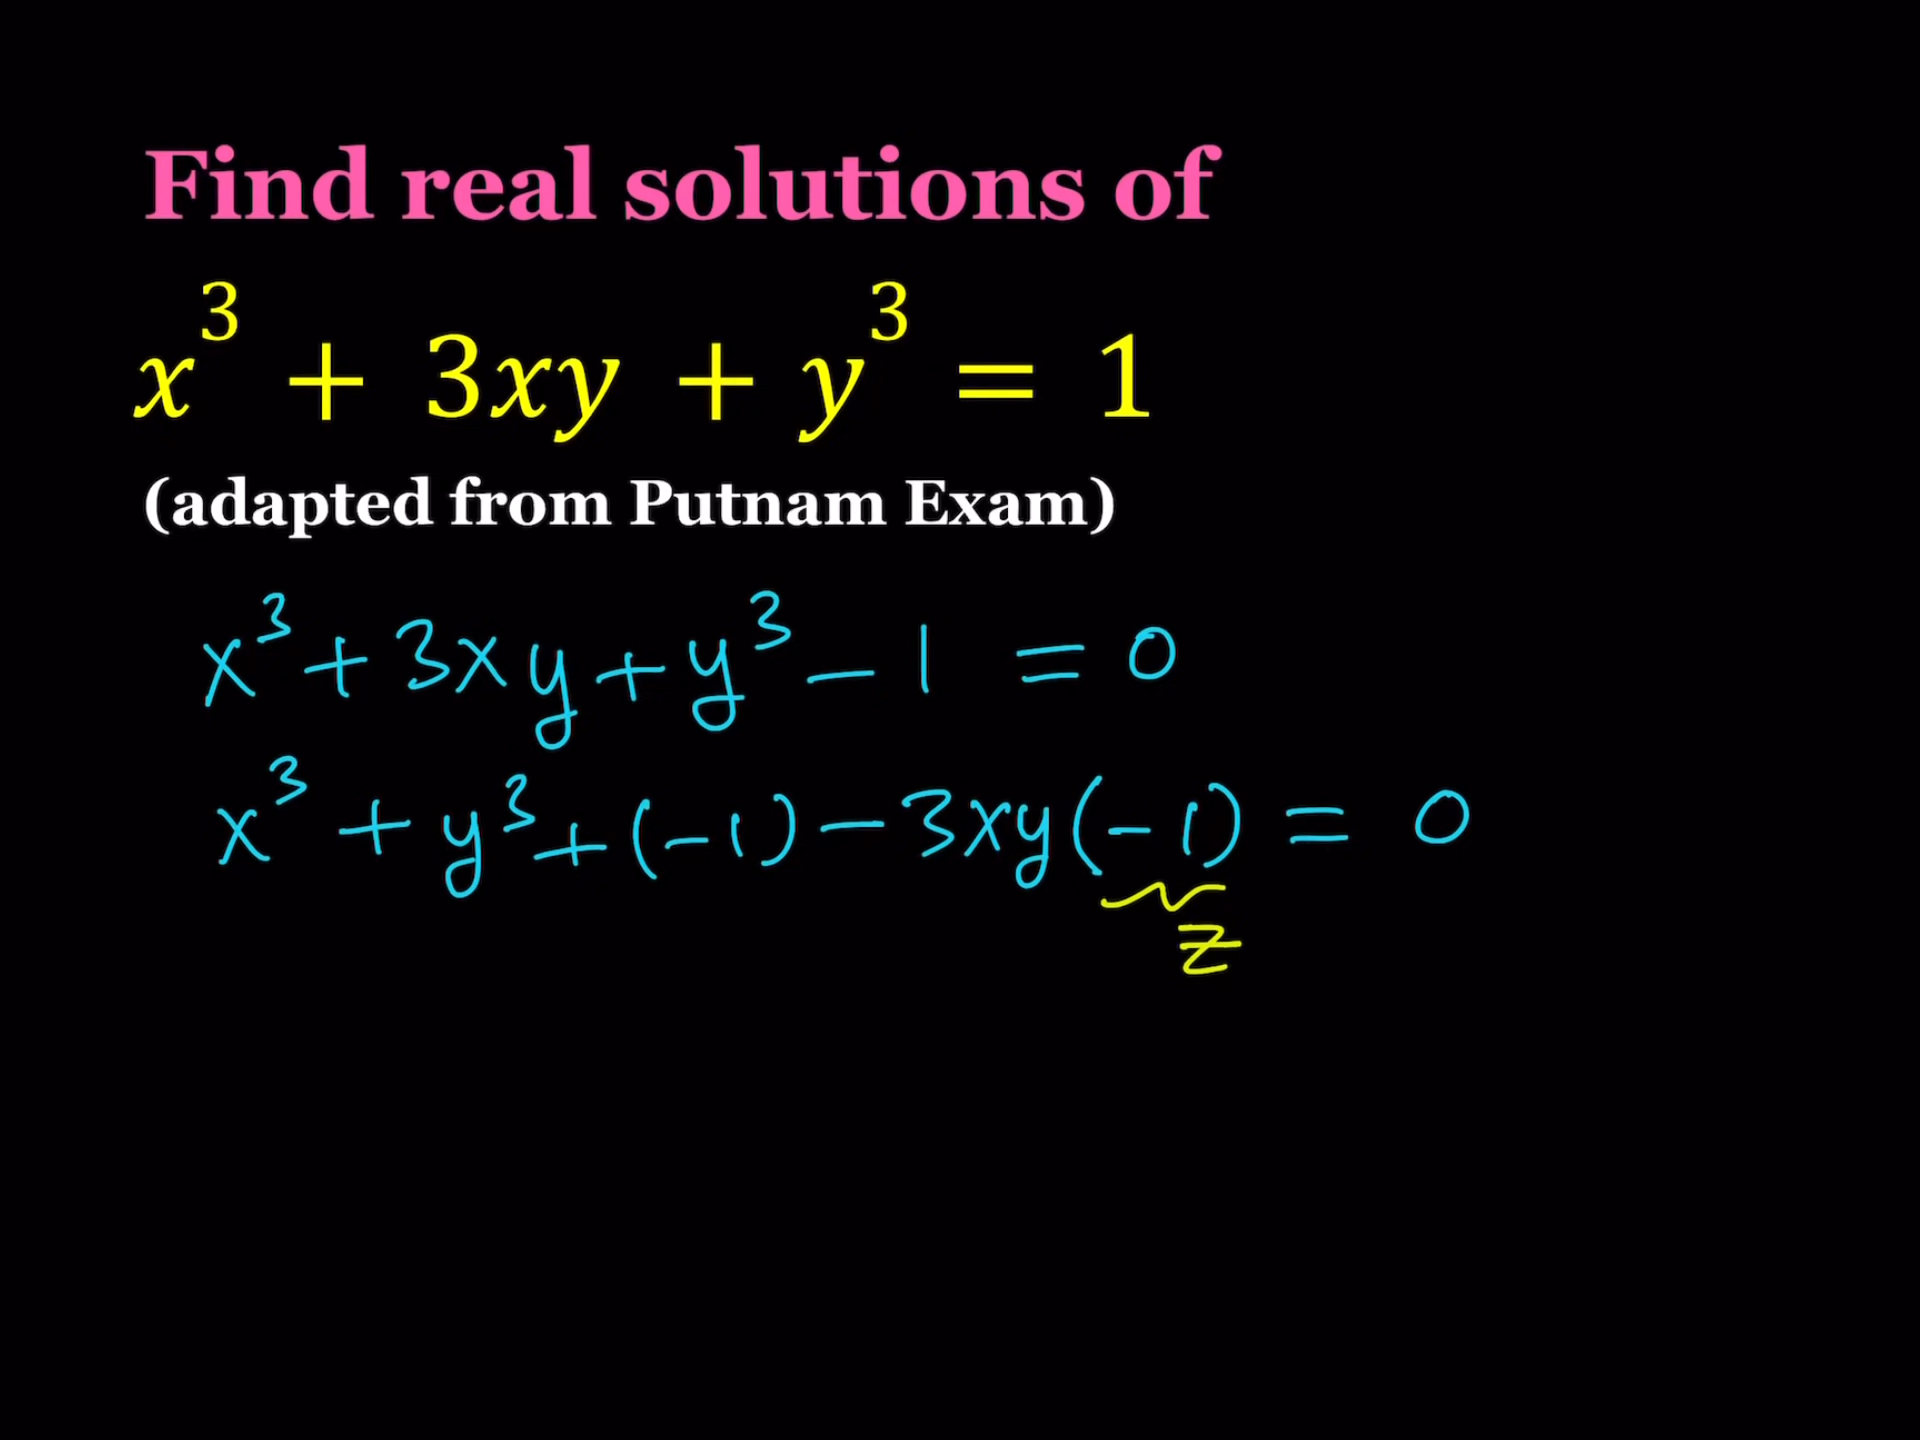 Find real solutions of
x³ + 3xy + y³ = 1
(adapted from Putnam Exam)
x³ + 3xy + y³ - 1 = 0
x³ + y³ + (-1) - 3xy(-1) = 0
z